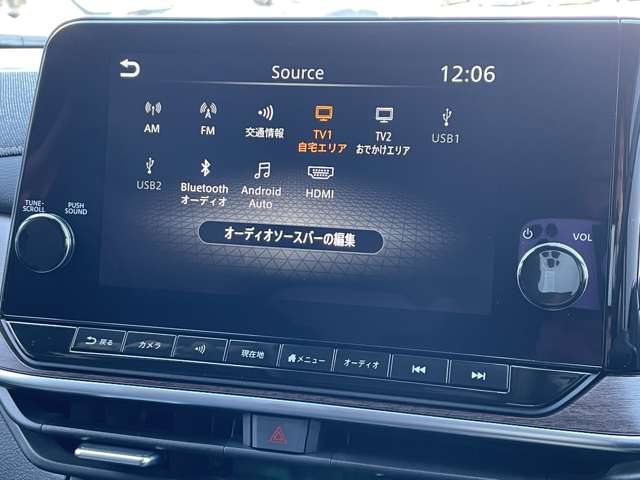 Source
12:06
AM
FM
交通情報
TV1
自宅エリア
TV2
おでかけエリア
USB1
USB2
Bluetooth
オーディオ
Android
Auto
HDMI
TUNE-
SCROLL
PUSH
SOUND
オーディオソースバーの編集
VOL
戻る
カメラ
現在地
メニュー
オーディオ